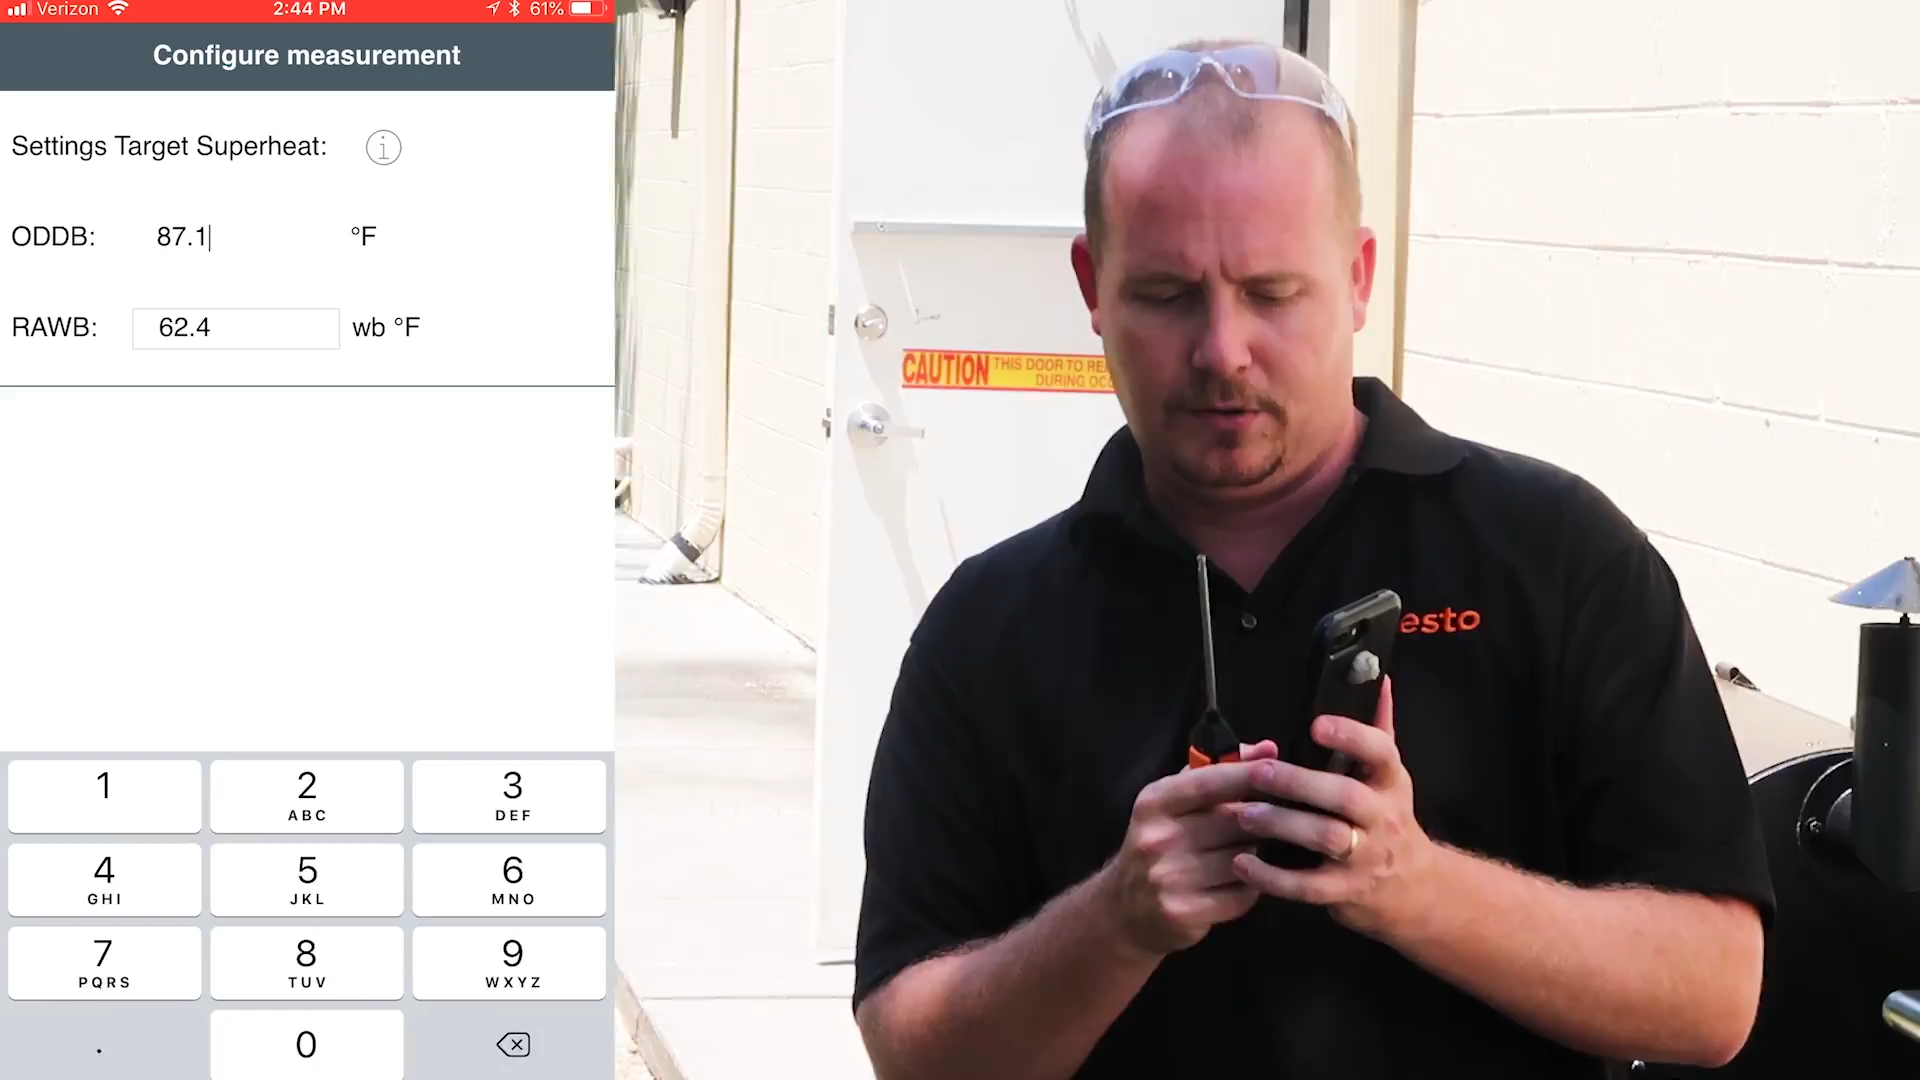 Verizon 2:44 PM 61%
Configure measurement
Settings Target Superheat: i
ODDB: 87.1 °F
RAWB: 62.4 wb °F
1
2
ABC
3
DEF
4
GHI
5
JKL
6
MNO
7
PQRS
8
TUV
9
WXYZ
.
0
CAUTION THIS DOOR TO
DURING
esto